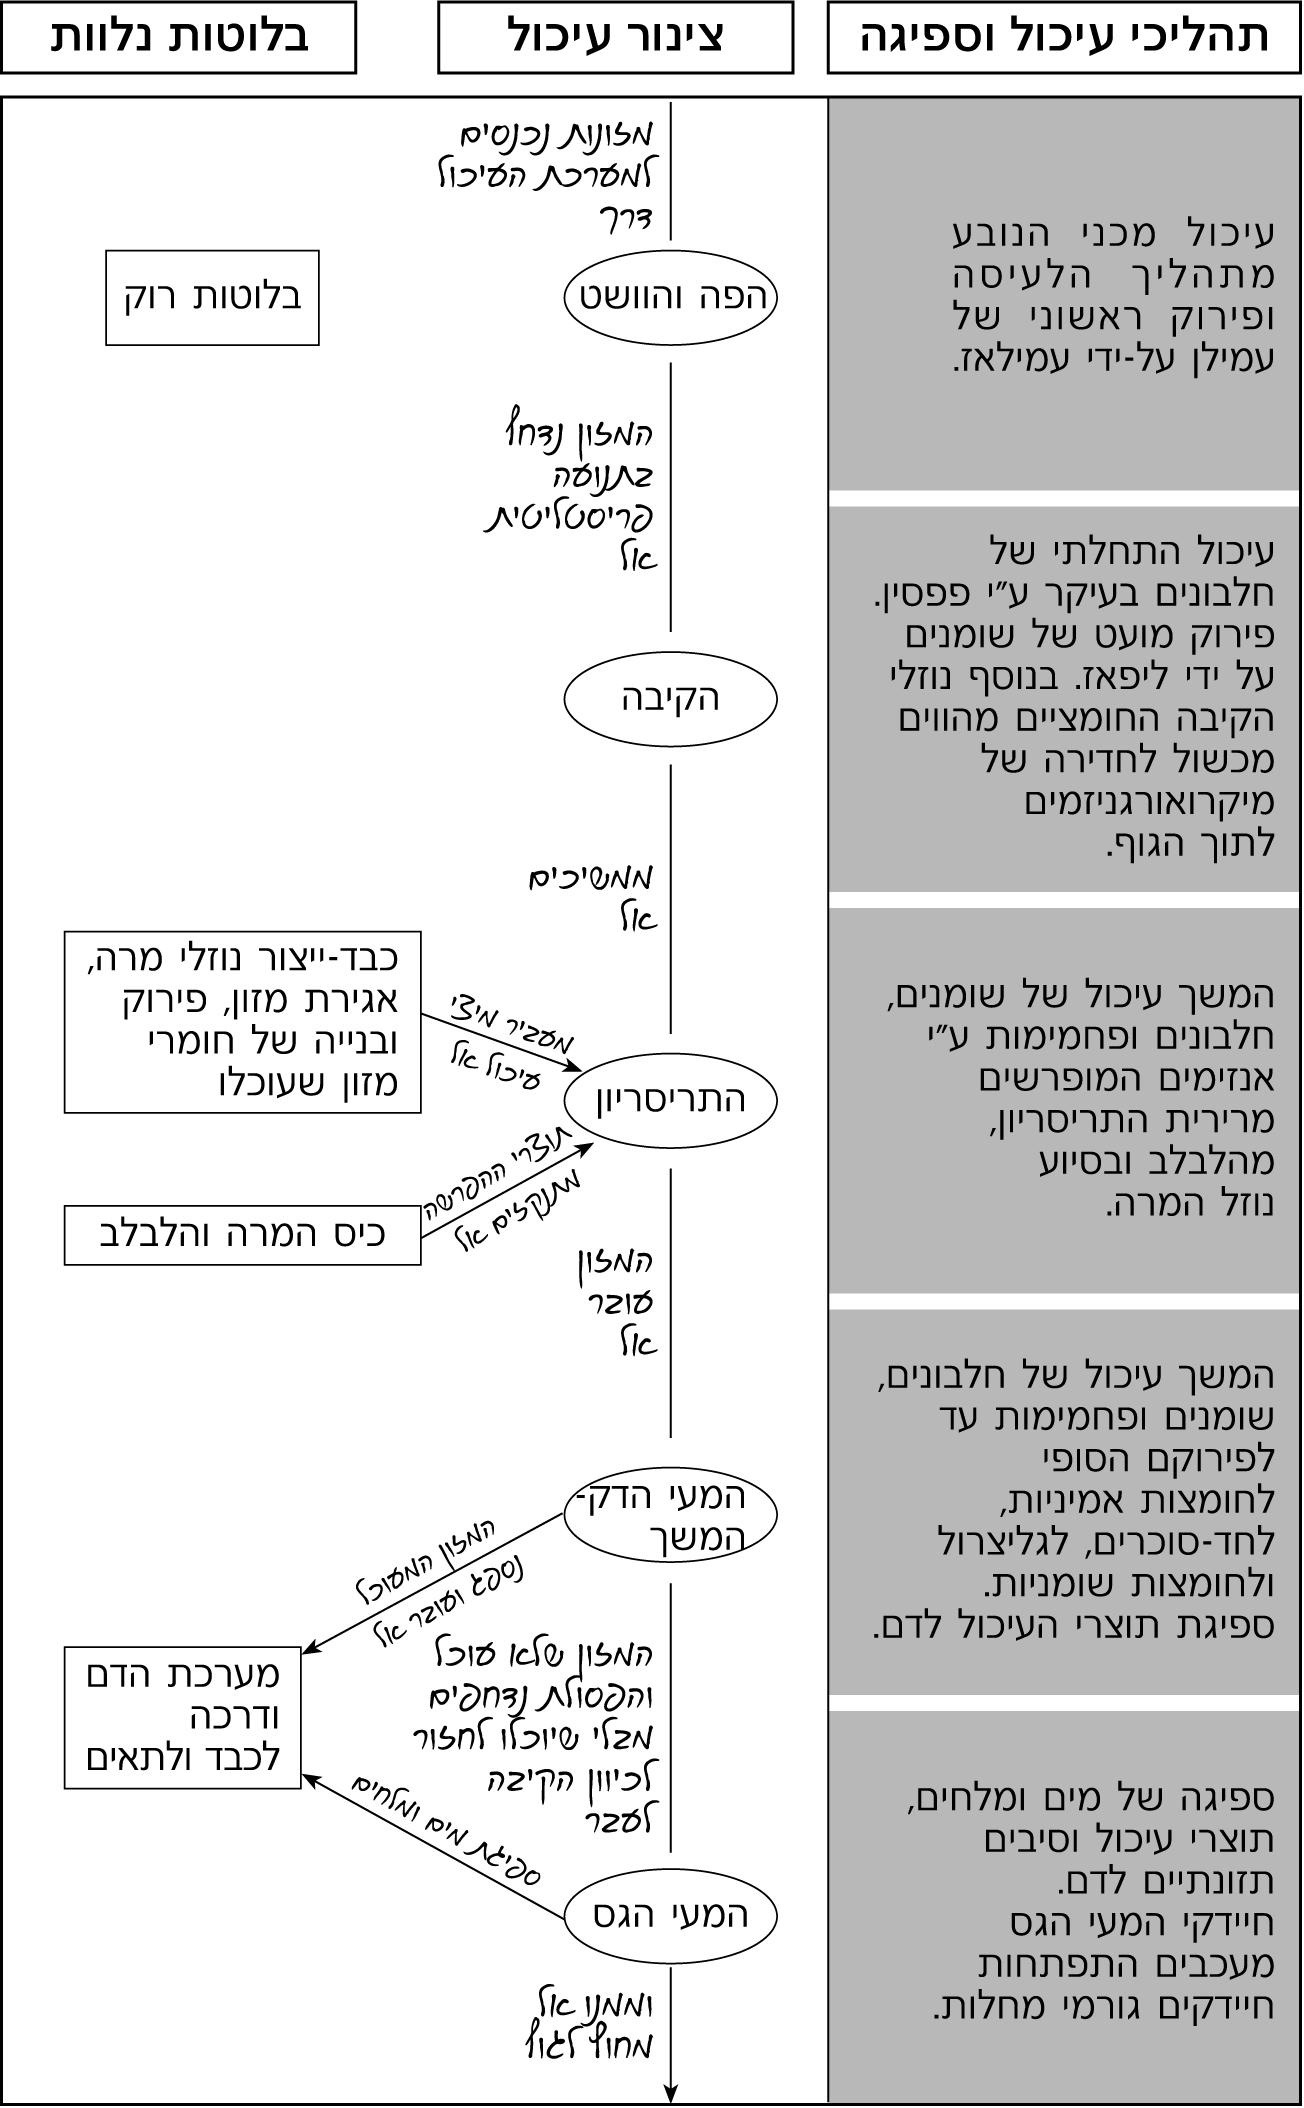 תהליכי עיכול וספיגה
צינור עיכול
בלוטות נלוות
עיכול מכני הנובע
מתהליך הלעיסה
ופירוק ראשוני של
עמילן על-ידי עמילאז.
מזונות נכנסים
למערכת העיכול
דרך
הפה והוושט
בלוטות רוק
המזון נדחף
בתנועה
פריסטליטית
אל
עיכול התחלתי של
חלבונים בעיקר ע״י פפסין.
פירוק מועט של שומנים
על ידי ליפאז. בנוסף נוזלי
הקיבה החומציים מהווים
מכשול לחדירה של
מיקרואורגניזמים
לתוך הגוף.
הקיבה
ממשיכים
אל
המשך עיכול של שומנים,
חלבונים ופחמימות ע״י
אנזימים המופרשים
מרירית התריסריון,
מהלבלב ובסיוע
נוזל המרה.
התריסריון
כבד-ייצור נוזלי מרה,
אגירת מזון, פירוק
ובנייה של חומרי
מזון שעוכלו
מעביר מיצי
עיכול אל
תוצרי ההפרשה
מתנקזים אל
כיס המרה והלבלב
המזון
עובר
אל
המשך עיכול של חלבונים,
שומנים ופחמימות עד
לפירוקם הסופי
לחומצות אמיניות,
לחד-סוכרים, לגליצרול
ולחומצות שומניות.
ספיגת תוצרי העיכול לדם.
המעי הדק-
המשך
המזון המעוכל
נספג ועובר אל
מערכת הדם
ודרכה
לכבד ולתאים
המזון שלא עוכל
והפסולת נדחפים
מבלי שיוכלו לחזור
לכיוון הקיבה
לעבר
ספיגת מים ומלחים
ספיגה של מים ומלחים,
תוצרי עיכול וסיבים
תזונתיים לדם.
חיידקי המעי הגס
מעכבים התפתחות
חיידקים גורמי מחלות.
המעי הגס
וממנו אל
מחוץ לגוף